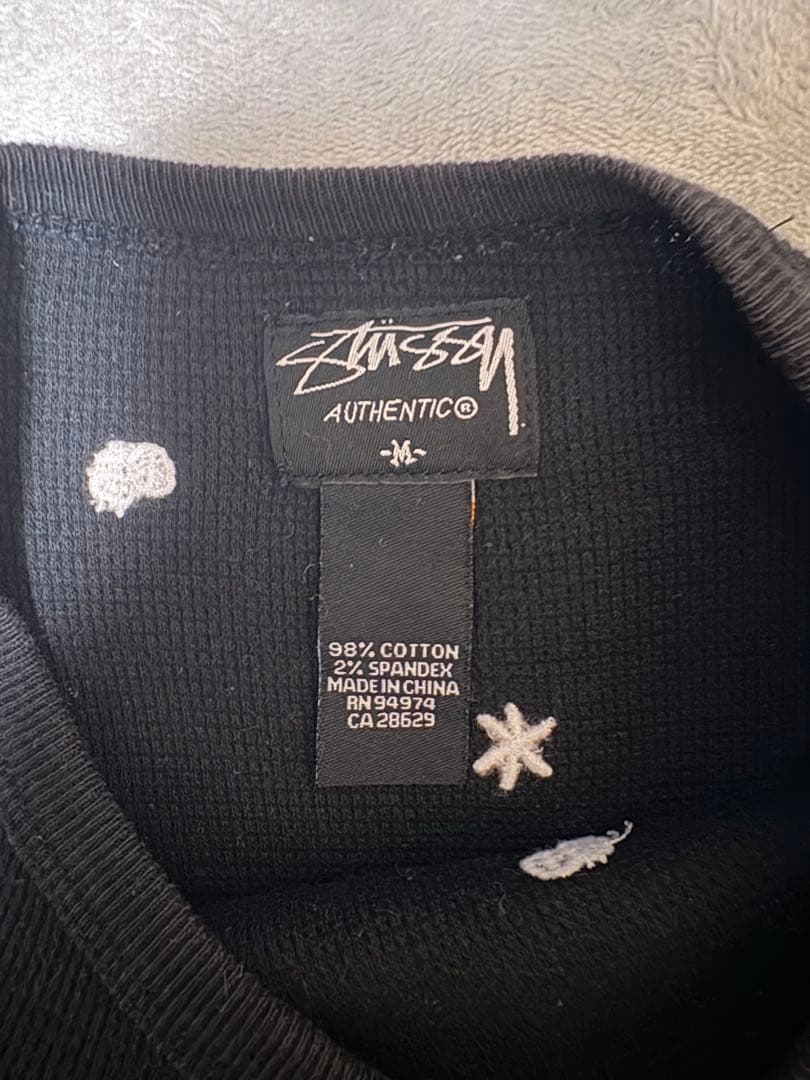 Stüssy
AUTHENTIC®
-M-
98% COTTON
2% SPANDEX
MADE IN CHINA
RN 94974
CA 28629